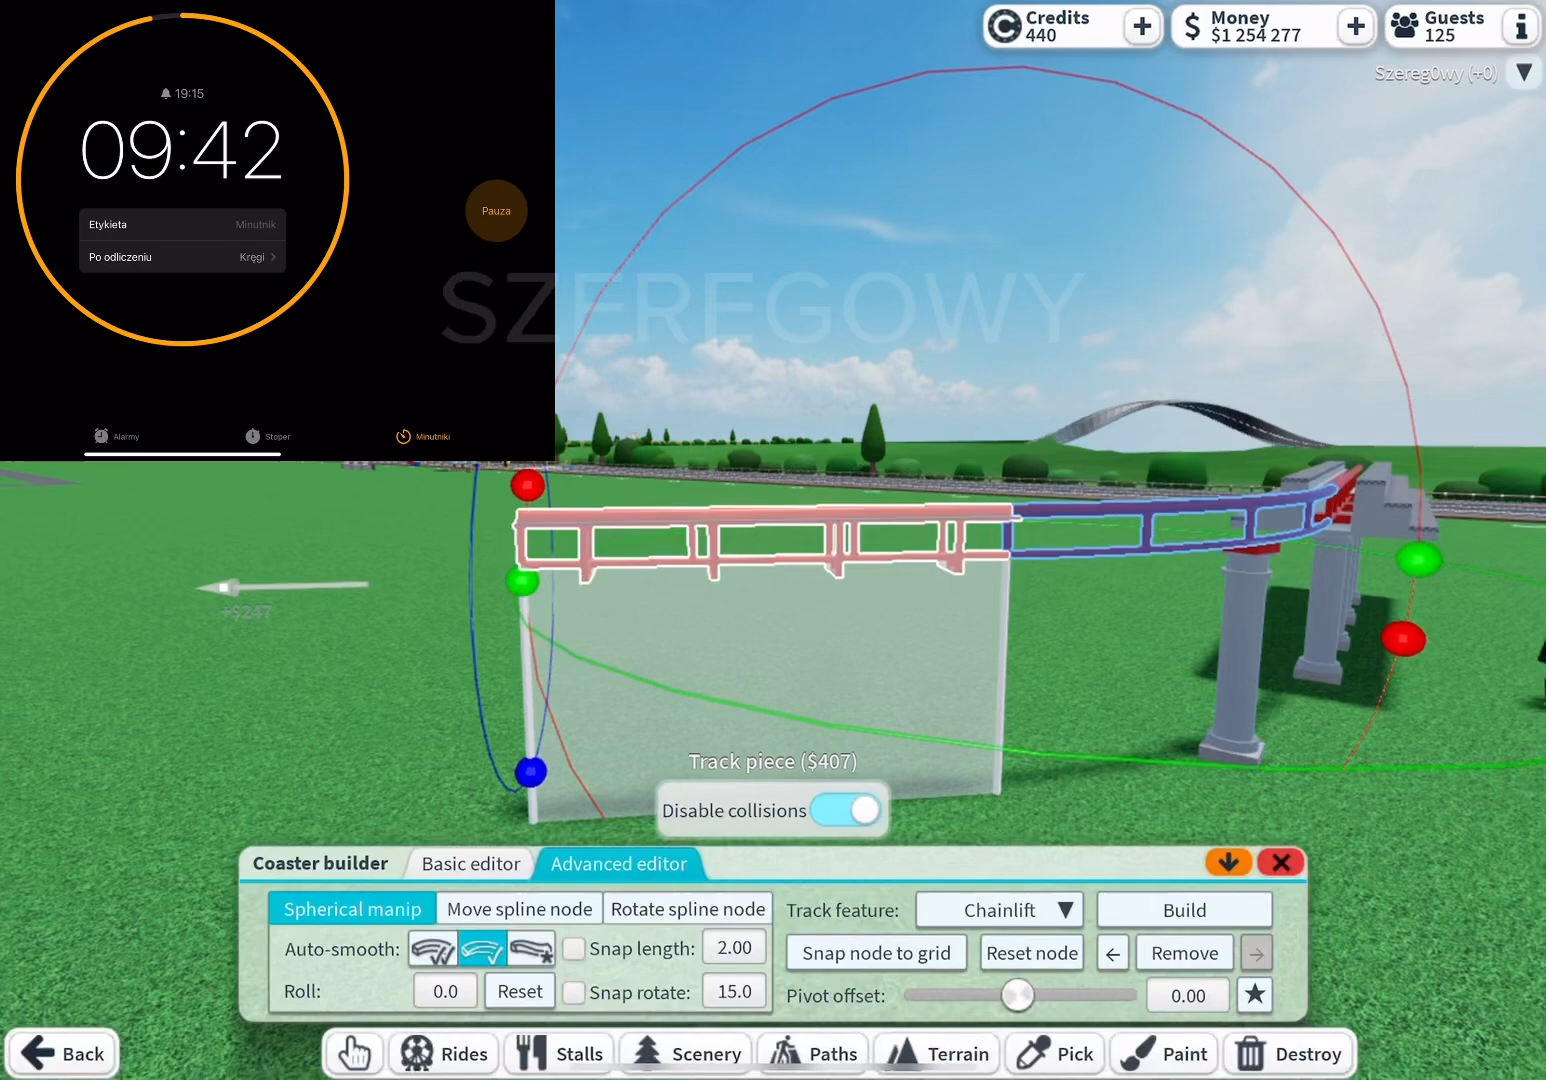 19:15
09:42
Etykieta Minutnik
Po odliczeniu Kręgi
Pauza
Alarmy Stoper Minutniki
SZEREGOWY
Credits
440
Money
$1 254 277
Guests
125
Szereg0wy (+0)
+$247
Track piece ($407)
Disable collisions
Coaster builder Basic editor Advanced editor
Spherical manip Move spline node Rotate spline node
Auto-smooth: Snap length: 2.00
Roll: 0.0 Reset Snap rotate: 15.0
Track feature: Chainlift Build
Snap node to grid Reset node Remove
Pivot offset: 0.00
Back Rides Stalls Scenery Paths Terrain Pick Paint Destroy